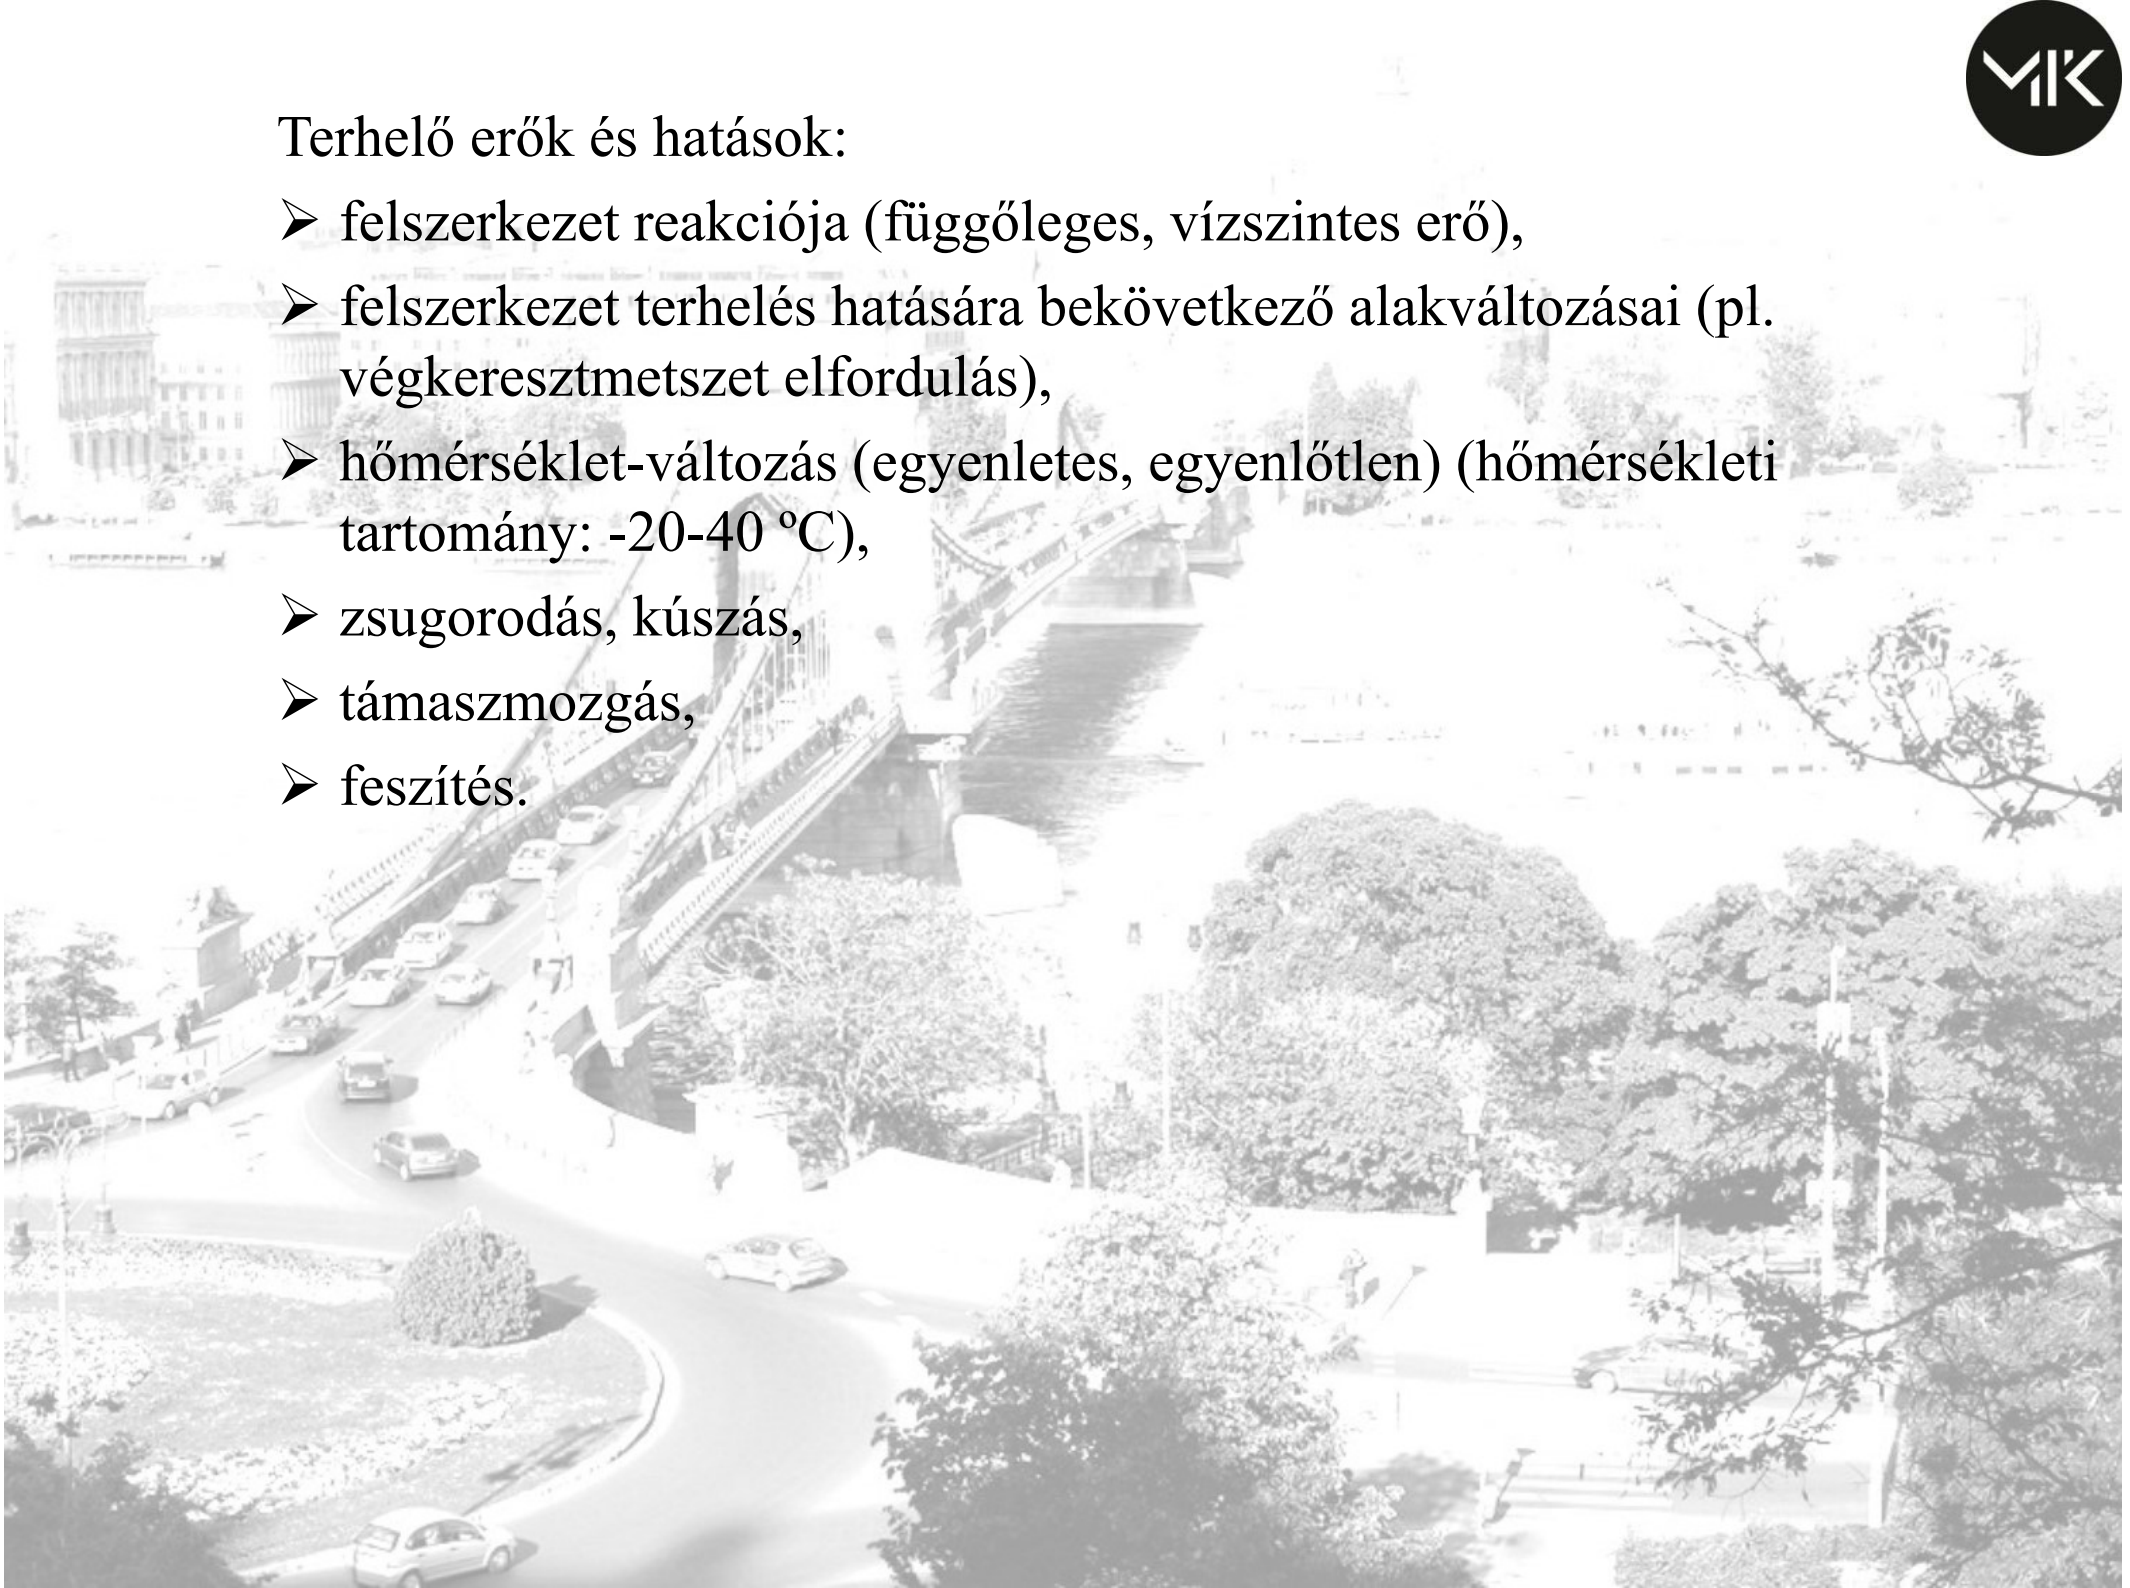 Terhelő erők és hatások:
➢ felszerkezet reakciója (függőleges, vízszintes erő),
➢ felszerkezet terhelés hatására bekövetkező alakváltozásai (pl.
végkeresztmetszet elfordulás),
➢ hőmérséklet-változás (egyenletes, egyenlőtlen) (hőmérsékleti
tartomány: -20-40 ºC),
➢ zsugorodás, kúszás,
➢ támaszmozgás,
➢ feszítés.